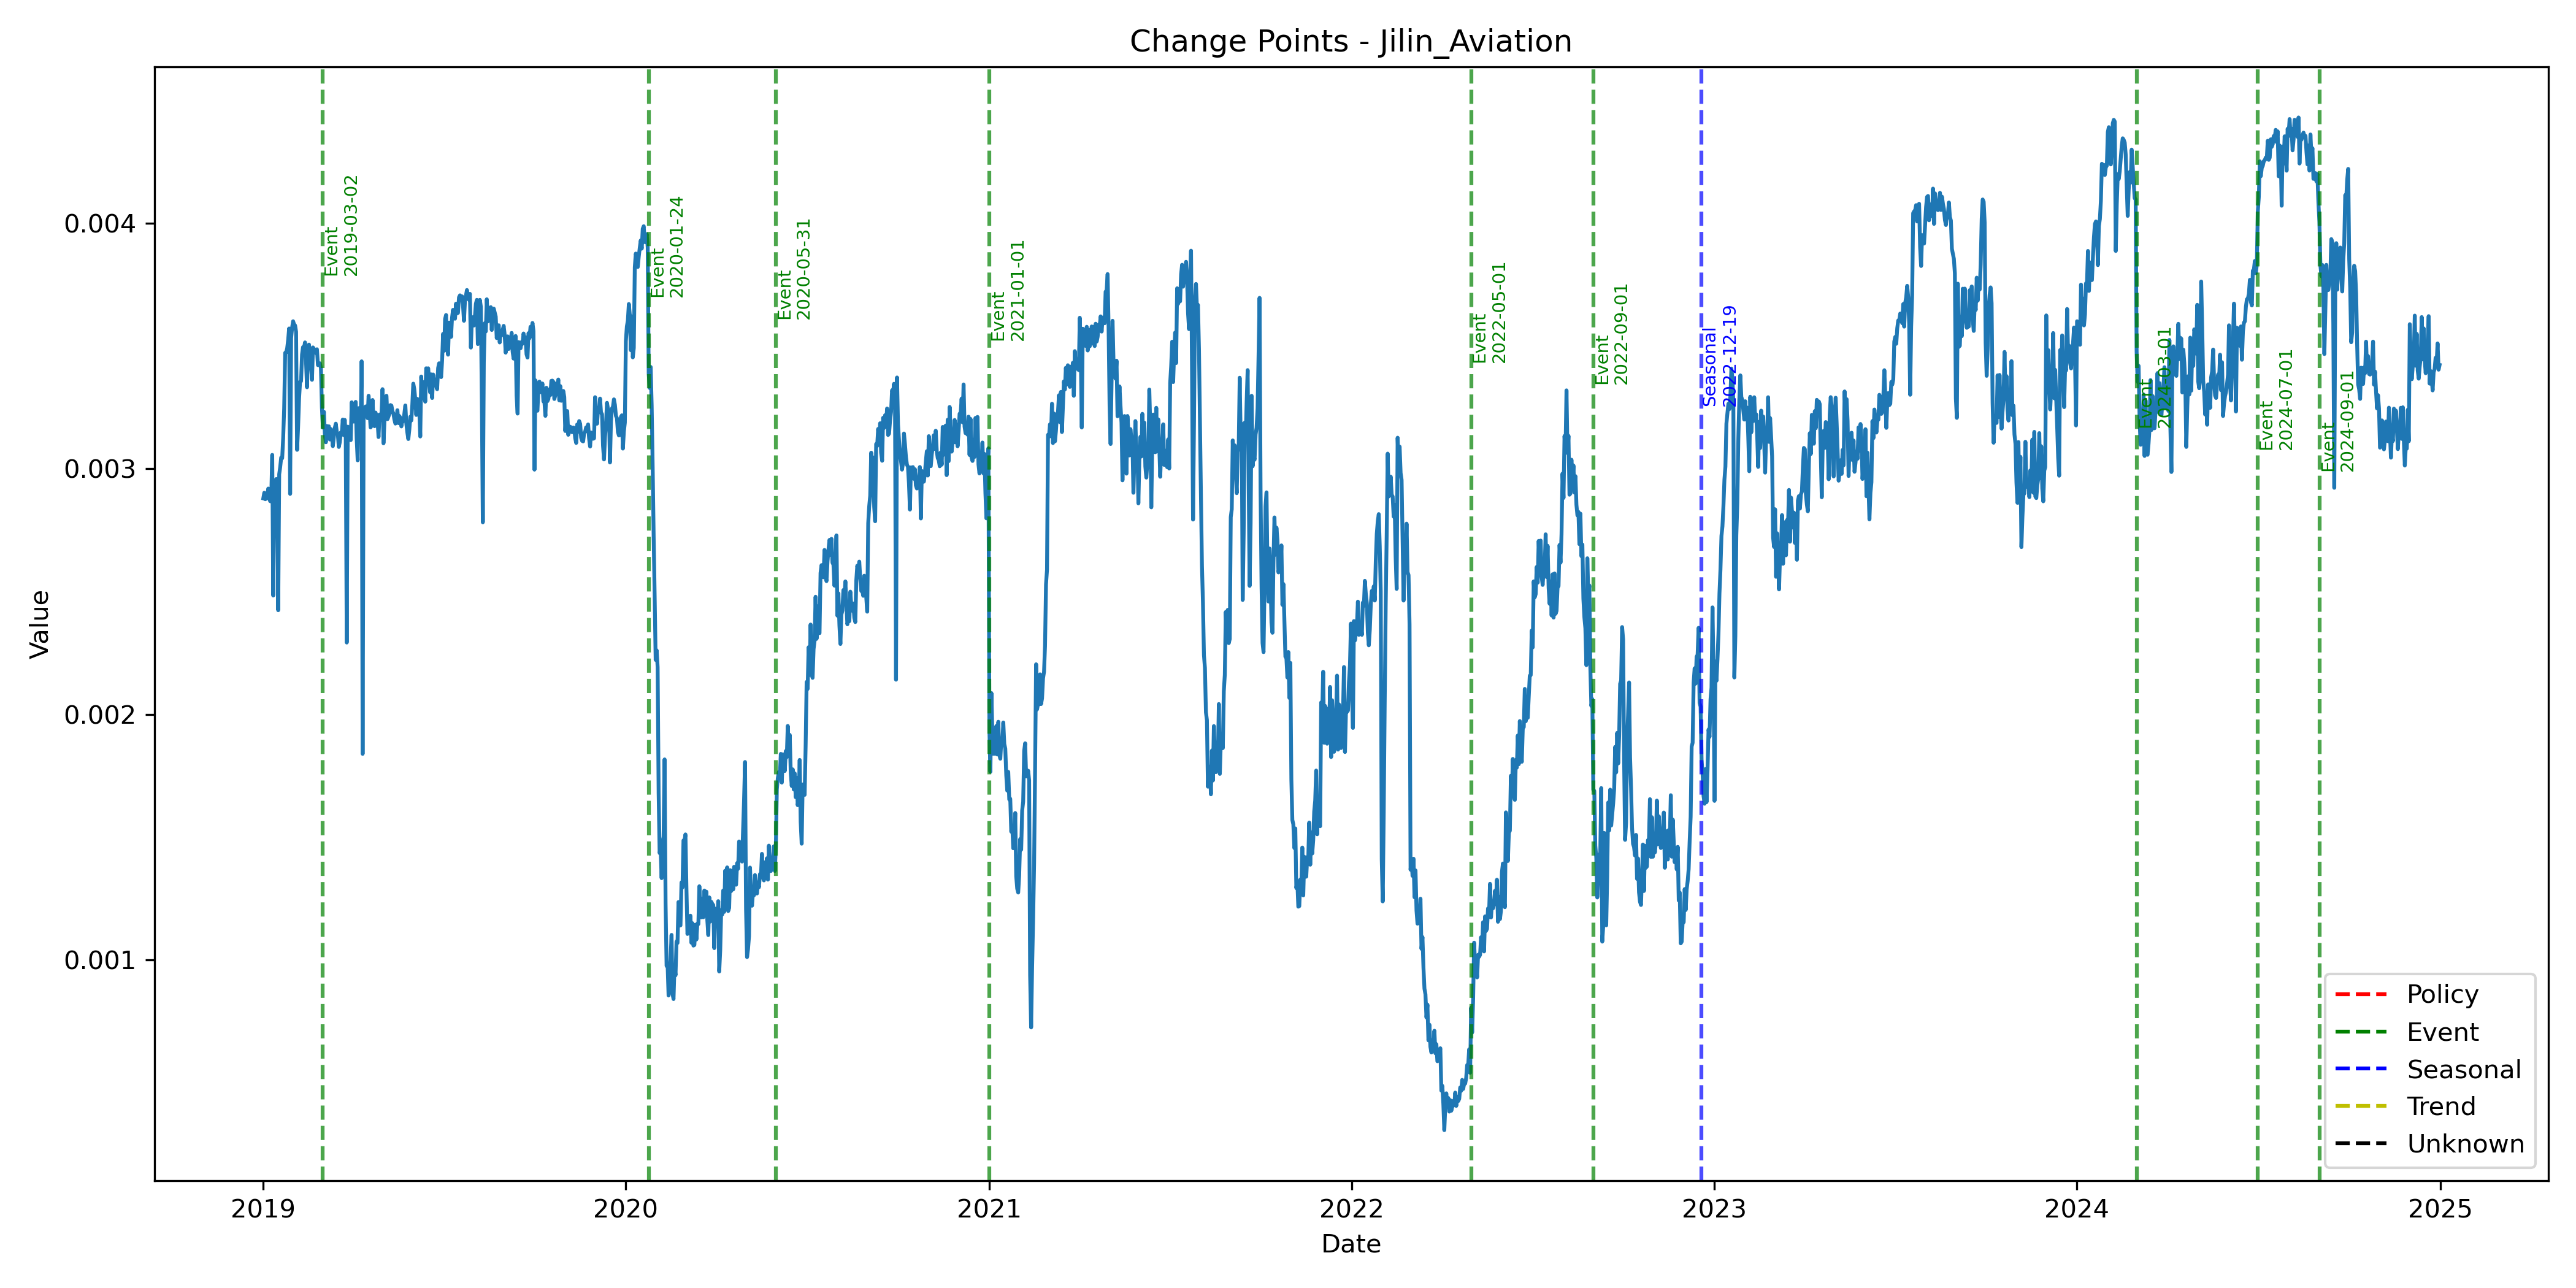 Change Points - Jilin_Aviation
Value
0.004
0.003
0.002
0.001
Event
2019-03-02
Event
2020-01-24
Event
2020-05-31
Event
2021-01-01
Event
2022-05-01
Event
2022-09-01
Seasonal
2022-12-19
Event
2024-03-01
Event
2024-07-01
Event
2024-09-01
Policy
Event
Seasonal
Trend
Unknown
2019
2020
2021
2022
2023
2024
2025
Date